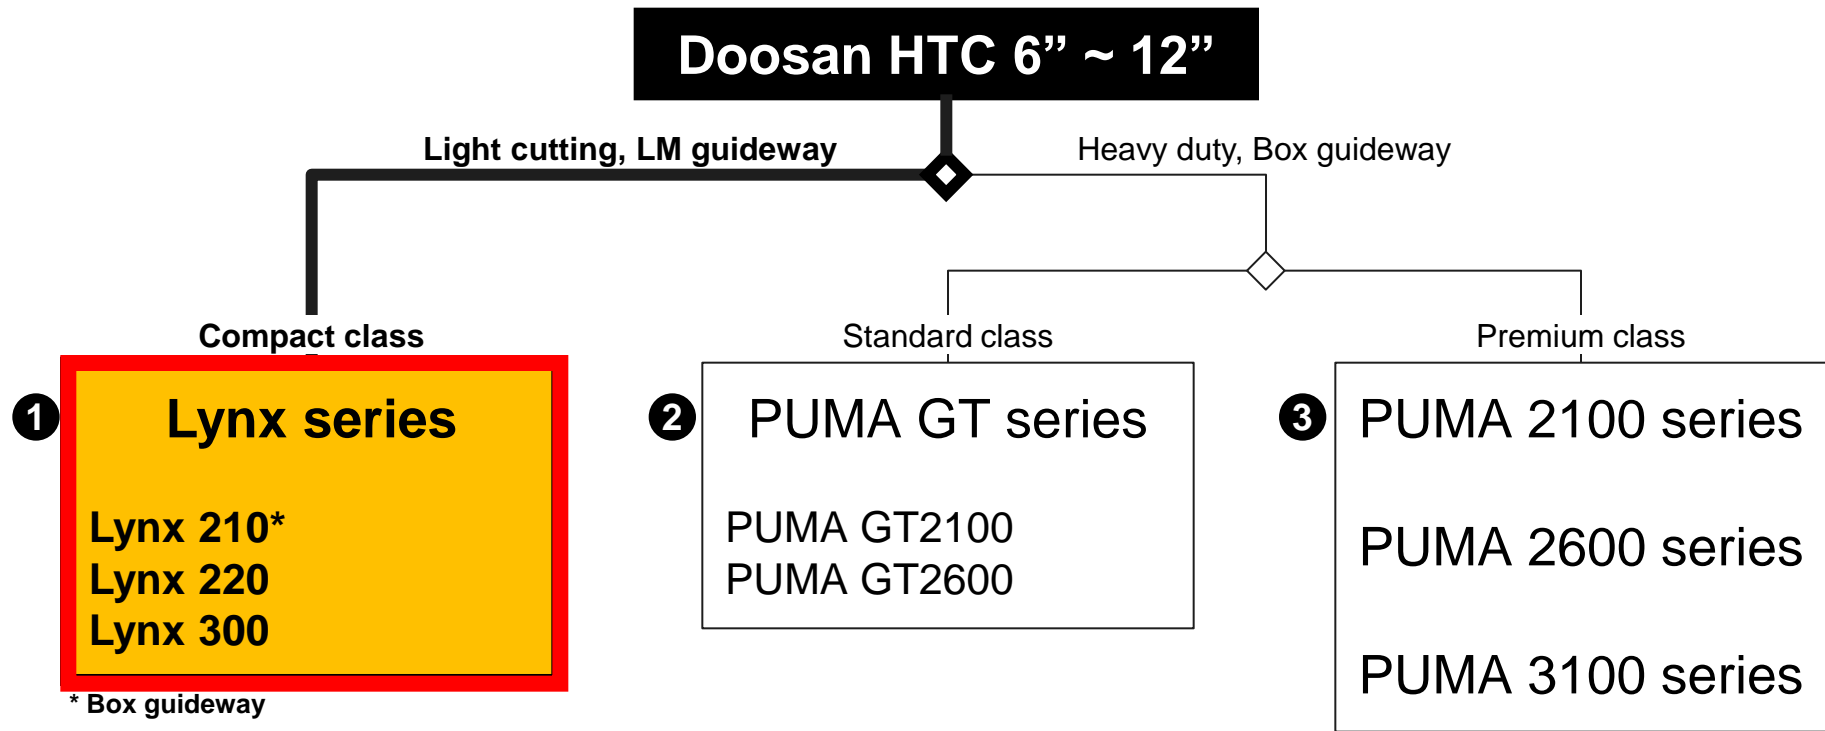 Doosan HTC 6” ~ 12”
Light cutting, LM guideway
Heavy duty, Box guideway
Compact class
Standard class
Premium class
1
Lynx series
Lynx 210*
Lynx 220
Lynx 300
* Box guideway
2
PUMA GT series
PUMA GT2100
PUMA GT2600
3
PUMA 2100 series
PUMA 2600 series
PUMA 3100 series